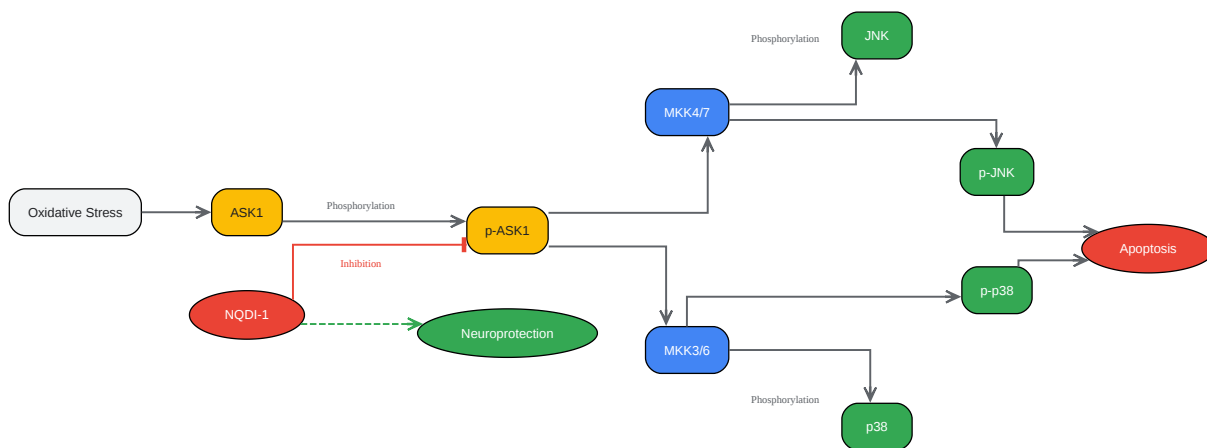 Phosphorylation
JNK
MKK4/7
p-JNK
Oxidative Stress
ASK1
Phosphorylation
p-ASK1
Apoptosis
Inhibition
p-p38
NQDI-1
Neuroprotection
MKK3/6
Phosphorylation
p38